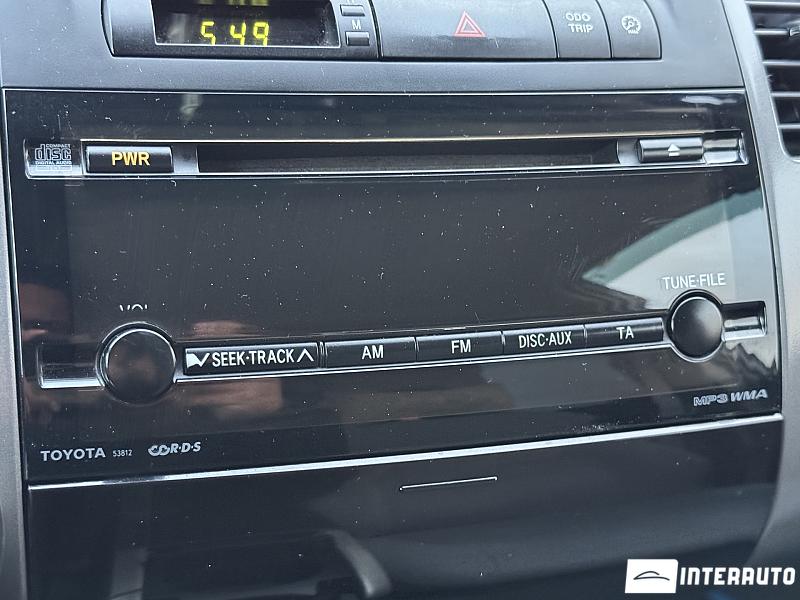 5:49
M
ODO
TRIP
COMPACT
disc
DIGITAL AUDIO
PWR
VOL
TUNE·FILE
SEEK·TRACK
AM
FM
DISC·AUX
TA
MP3 WMA
TOYOTA 53812 R·D·S
INTERAUTO